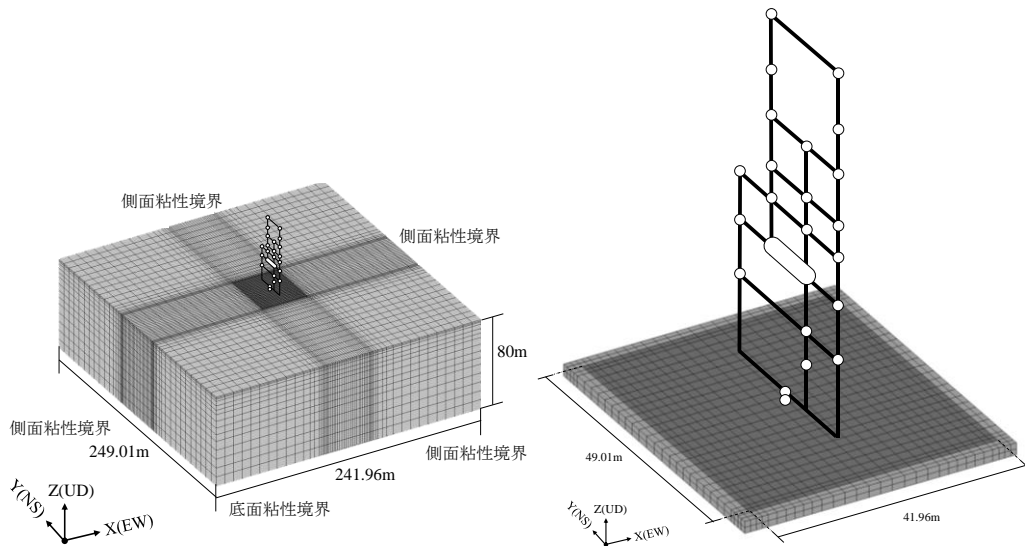 側面粘性境界
側面粘性境界
80m
側面粘性境界
249.01m
241.96m
側面粘性境界
底面粘性境界
Y(NS)
Z(UD)
X(EW)
49.01m
41.96m
Y(NS)
Z(UD)
X(EW)